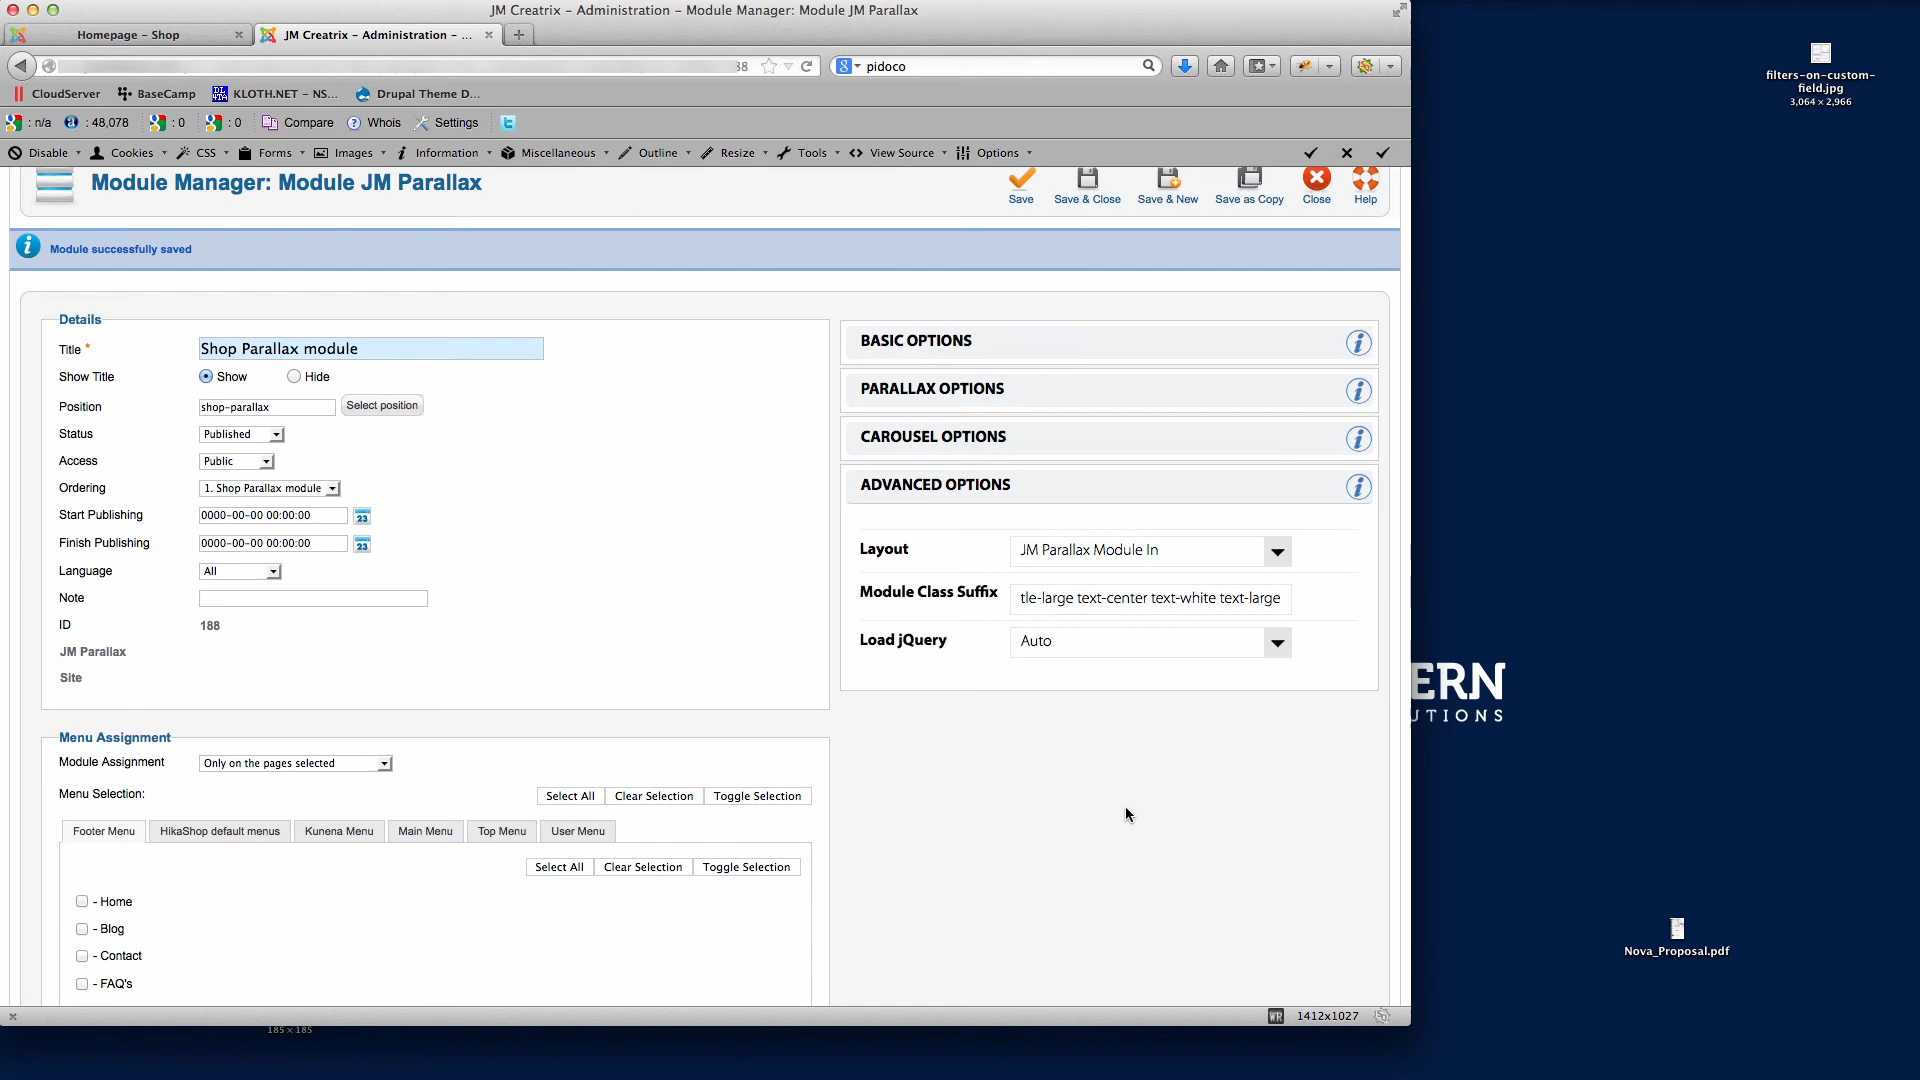 JM Creatrix – Administration – Module Manager: Module JM Parallax
Homepage – Shop
JM Creatrix – Administration – ...
38
pidoco
CloudServer
BaseCamp
KLOTH.NET – NS...
Drupal Theme D...
: n/a
: 48,078
: 0
: 0
Compare
Whois
Settings
Disable
Cookies
CSS
Forms
Images
Information
Miscellaneous
Outline
Resize
Tools
View Source
Options
Module Manager: Module JM Parallax
Save
Save & Close
Save & New
Save as Copy
Close
Help
Module successfully saved
Details
Title *
Shop Parallax module
Show Title
Show
Hide
Position
shop-parallax
Select position
Status
Published
Access
Public
Ordering
1. Shop Parallax module
Start Publishing
0000-00-00 00:00:00
23
Finish Publishing
0000-00-00 00:00:00
23
Language
All
Note
ID
188
JM Parallax
Site
BASIC OPTIONS
PARALLAX OPTIONS
CAROUSEL OPTIONS
ADVANCED OPTIONS
Layout
JM Parallax Module In
Module Class Suffix
tle-large text-center text-white text-large
Load jQuery
Auto
Menu Assignment
Module Assignment
Only on the pages selected
Menu Selection:
Select All
Clear Selection
Toggle Selection
Footer Menu
HikaShop default menus
Kunena Menu
Main Menu
Top Menu
User Menu
Select All
Clear Selection
Toggle Selection
- Home
- Blog
- Contact
- FAQ's
WR
1412x1027
185 × 185
filters-on-custom-
field.jpg
3,064 × 2,966
ERN
UTIONS
Nova_Proposal.pdf